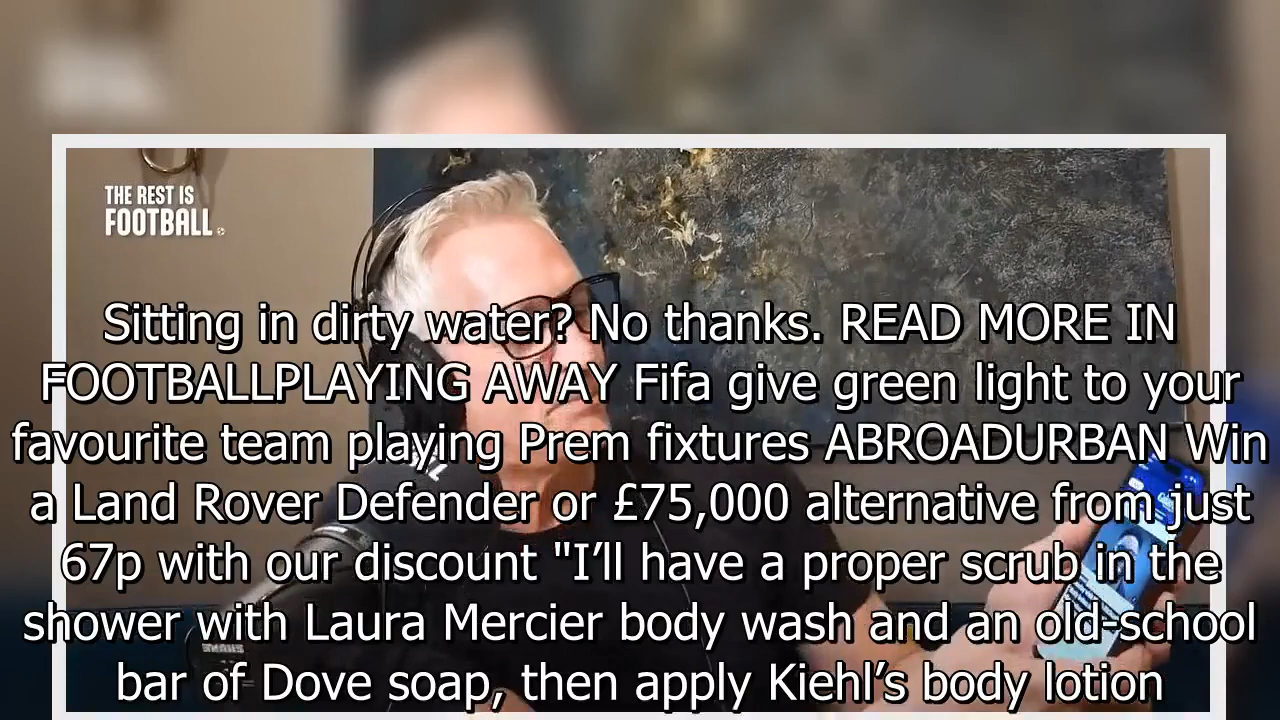 THE REST IS
FOOTBALL
Sitting in dirty water? No thanks. READ MORE IN
FOOTBALLPLAYING AWAY Fifa give green light to your
favourite team playing Prem fixtures ABROADURBAN Win
a Land Rover Defender or £75,000 alternative from just
67p with our discount "I’ll have a proper scrub in the
shower with Laura Mercier body wash and an old-school
bar of Dove soap, then apply Kiehl’s body lotion